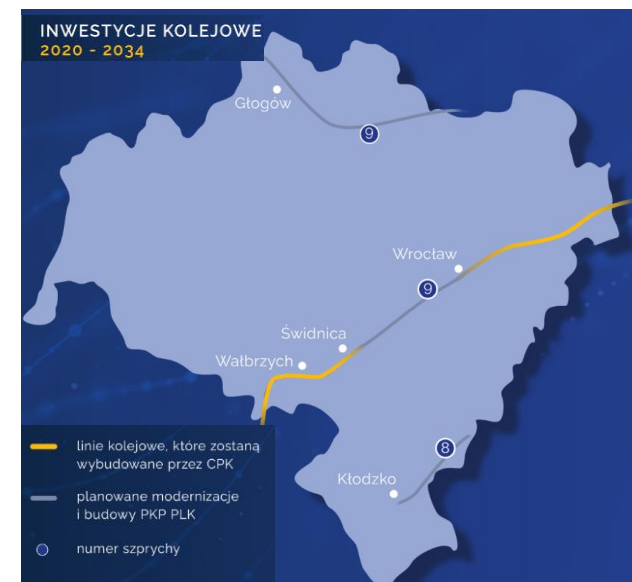 INWESTYCJE KOLEJOWE
2020 - 2034
Głogów
9
Wrocław
9
Świdnica
Wałbrzych
8
Kłodzko
linie kolejowe, które zostaną
wybudowane przez CPK
planowane modernizacje
i budowy PKP PLK
numer szprychy